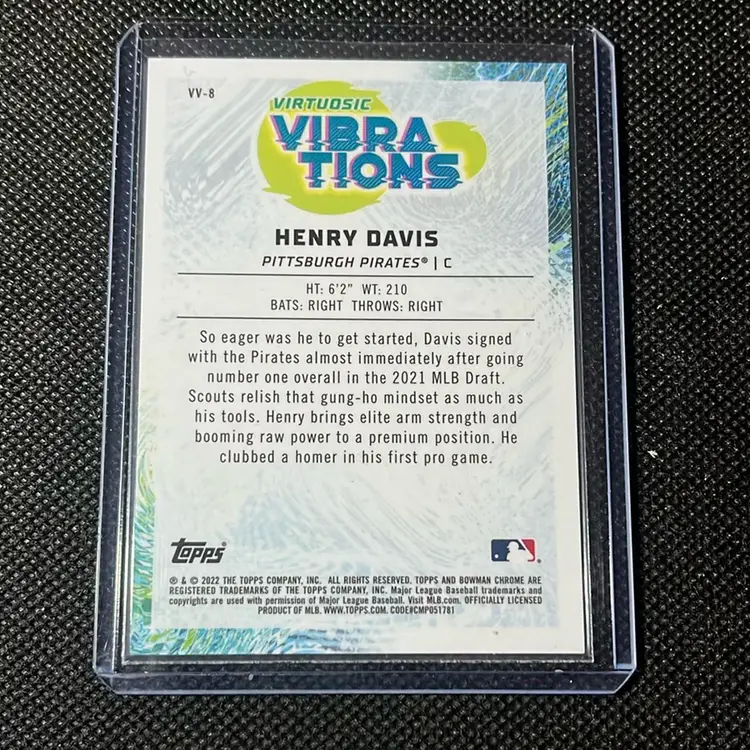 VV-8
VIRTUOSIC
VIBRA
TIONS
HENRY DAVIS
PITTSBURGH PIRATES® | C
HT: 6'2" WT: 210
BATS: RIGHT THROWS: RIGHT
So eager was he to get started, Davis signed
with the Pirates almost immediately after going
number one overall in the 2021 MLB Draft.
Scouts relish that gung-ho mindset as much as
his tools. Henry brings elite arm strength and
booming raw power to a premium position. He
clubbed a homer in his first pro game.
topps
® & © 2022 THE TOPPS COMPANY, INC. ALL RIGHTS RESERVED. TOPPS AND BOWMAN CHROME ARE
REGISTERED TRADEMARKS OF THE TOPPS COMPANY, INC. Major League Baseball trademarks and
copyrights are used with permission of Major League Baseball. Visit MLB.com. OFFICIALLY LICENSED
PRODUCT OF MLB. WWW.TOPPS.COM. CODE#CMP051781